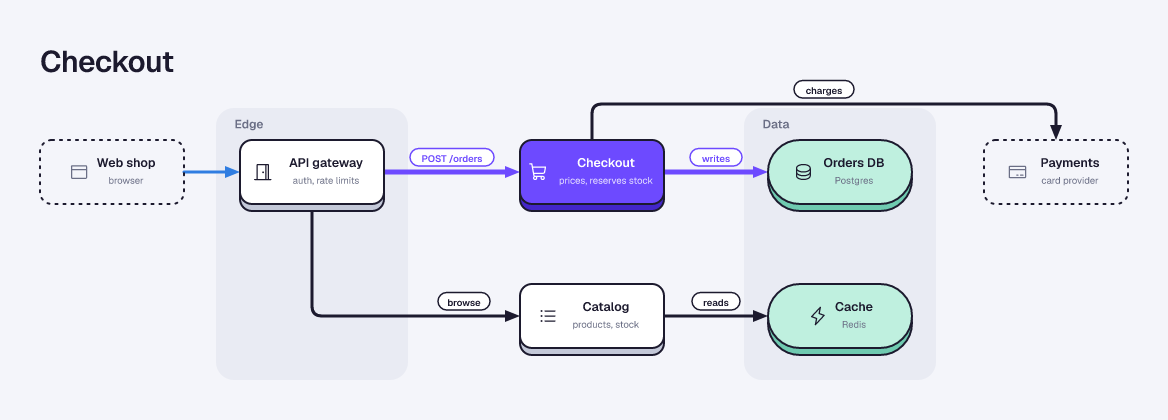 Checkout
charges
Edge
Data
Web shop
browser
API gateway
auth, rate limits
POST /orders
Checkout
prices, reserves stock
writes
Orders DB
Postgres
Payments
card provider
browse
Catalog
products, stock
reads
Cache
Redis